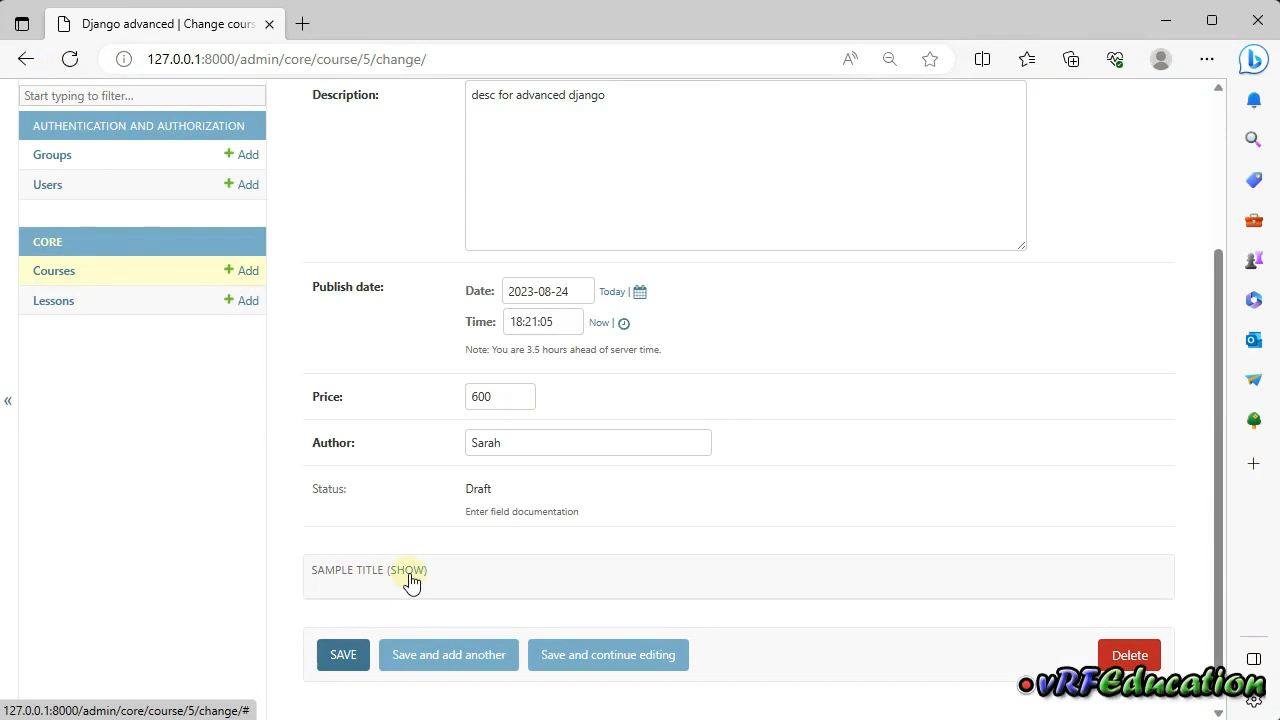 Django advanced | Change cours
127.0.0.1:8000/admin/core/course/5/change/
Start typing to filter...
AUTHENTICATION AND AUTHORIZATION
Groups + Add
Users + Add
CORE
Courses + Add
Lessons + Add
«
Description: desc for advanced django
Publish date: Date: 2023-08-24 Today |
Time: 18:21:05 Now |
Note: You are 3.5 hours ahead of server time.
Price: 600
Author: Sarah
Status: Draft
Enter field documentation
SAMPLE TITLE (SHOW)
SAVE Save and add another Save and continue editing Delete
vRFEducation
127.0.0.1:8000/admin/core/course/5/change/#